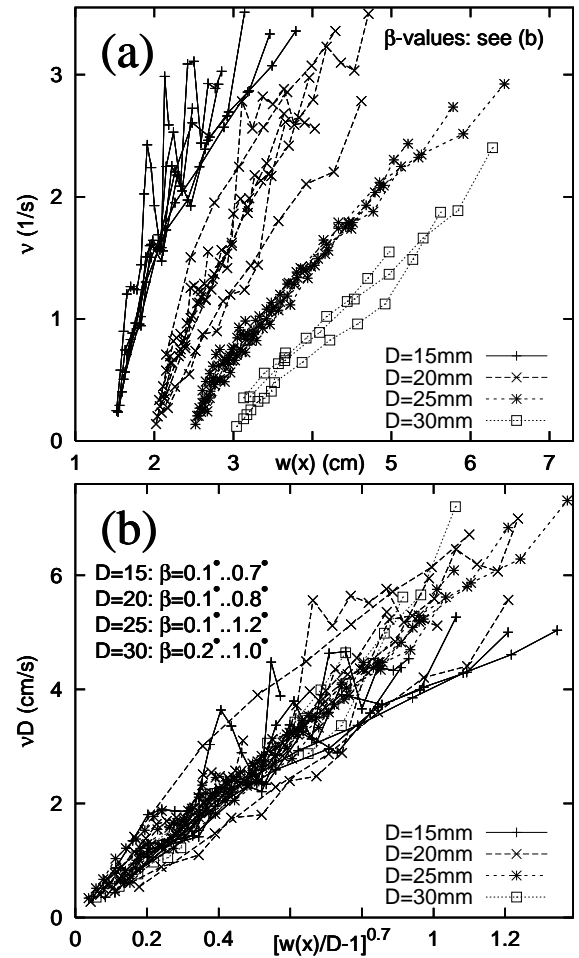 (a)
β-values: see (b)
3
2
1
0
ν (1/s)
D=15mm
D=20mm
D=25mm
D=30mm
1 2 3 4 5 6 7
w(x) (cm)
(b)
D=15: β=0.1°..0.7°
D=20: β=0.1°..0.8°
D=25: β=0.1°..1.2°
D=30: β=0.2°..1.0°
6
4
2
0
νD (cm/s)
D=15mm
D=20mm
D=25mm
D=30mm
0 0.2 0.4 0.6 0.8 1 1.2
[w(x)/D-1]^0.7